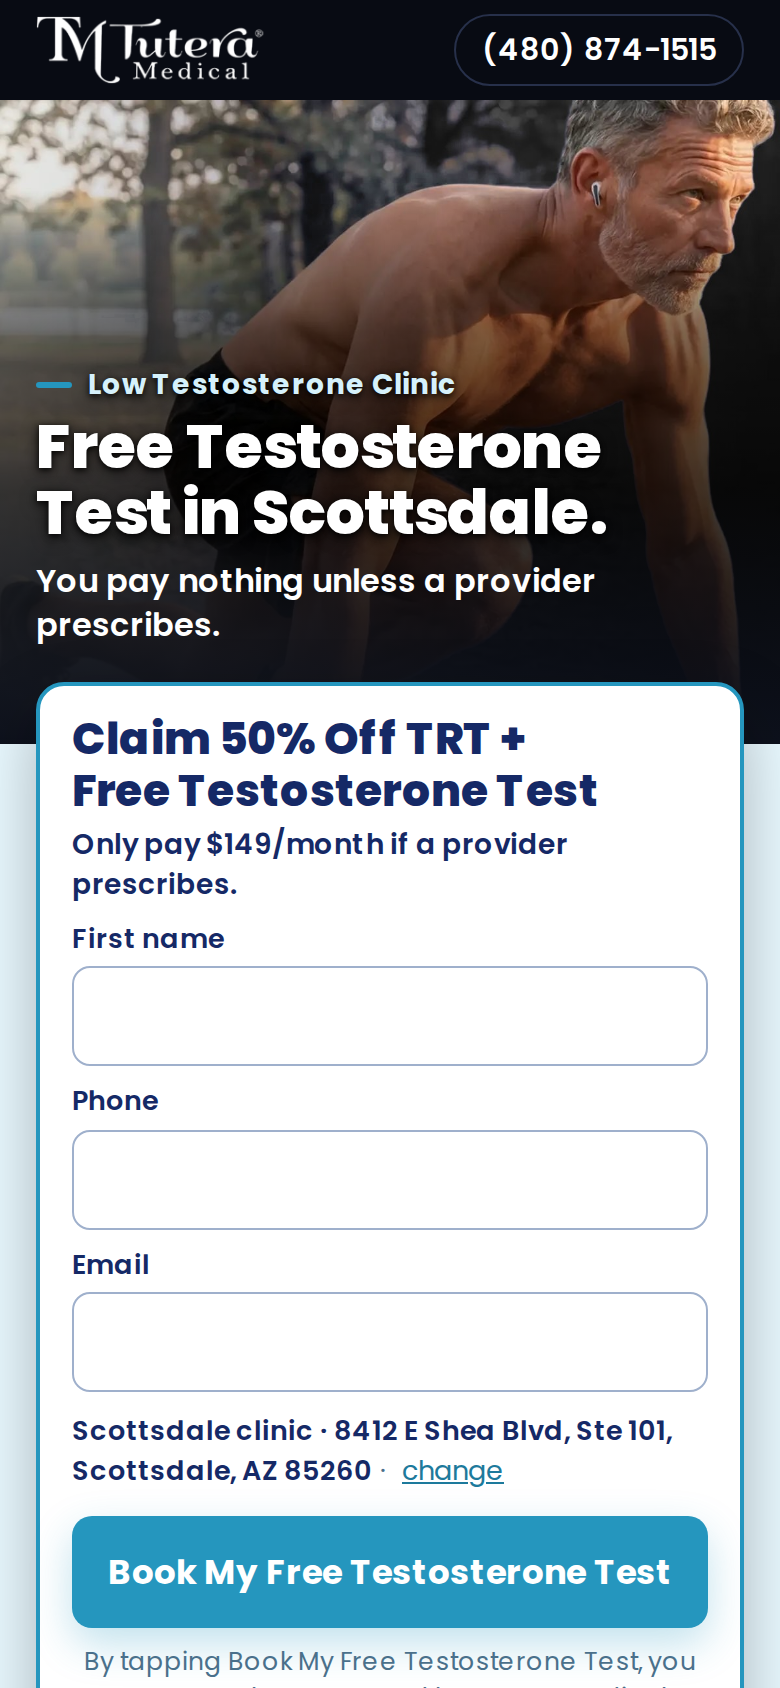 TM Tutera®
Medical
(480) 874-1515
Low Testosterone Clinic
Free Testosterone
Test in Scottsdale.
You pay nothing unless a provider
prescribes.
Claim 50% Off TRT +
Free Testosterone Test
Only pay $149/month if a provider
prescribes.
First name
Phone
Email
Scottsdale clinic · 8412 E Shea Blvd, Ste 101,
Scottsdale, AZ 85260 · change
Book My Free Testosterone Test
By tapping Book My Free Testosterone Test, you